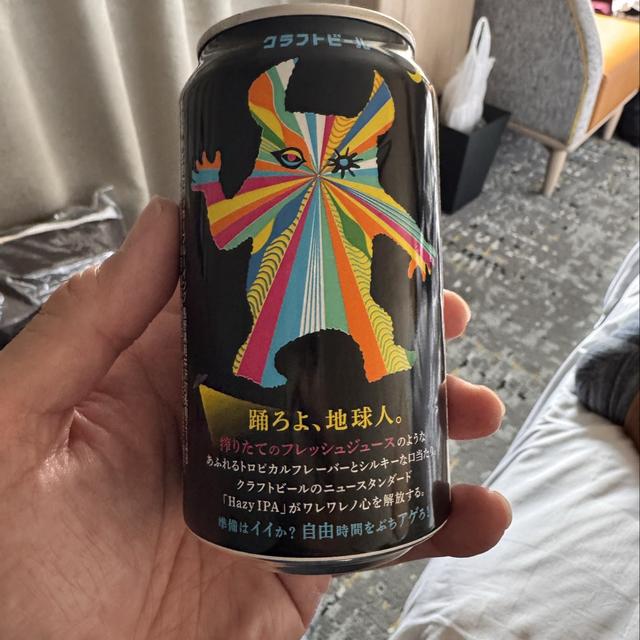 クラフトビール
踊ろよ、地球人。
搾りたてのフレッシュジュースのような
あふれるトロピカルフレーバーとシルキーな口当たり。
クラフトビールのニュースタンダード
「Hazy IPA」がワレワレノ心を解放する。
準備はイイか? 自由時間をぶちアゲろ!